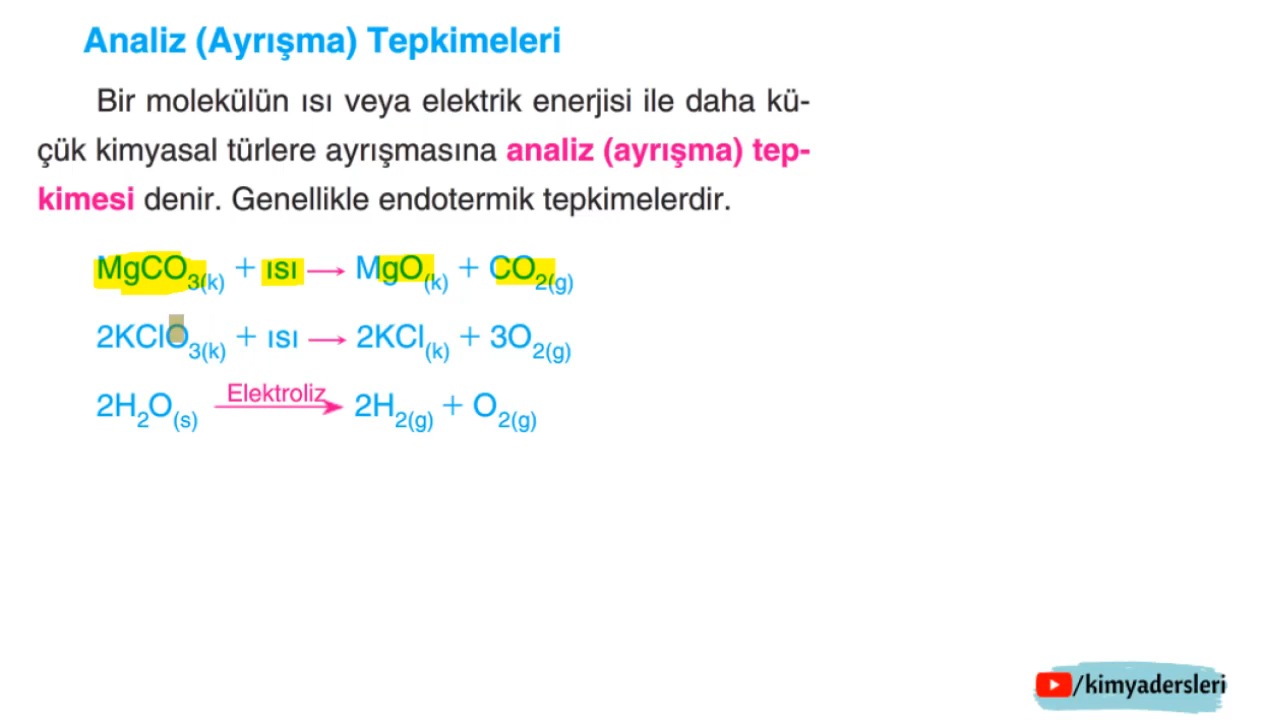 Analiz (Ayrışma) Tepkimeleri
Bir molekülün ısı veya elektrik enerjisi ile daha kü-
çük kimyasal türlere ayrışmasına analiz (ayrışma) tep-
kimesi denir. Genellikle endotermik tepkimelerdir.
MgCO3(k) + ısı → MgO(k) + CO2(g)
2KClO3(k) + ısı → 2KCl(k) + 3O2(g)
2H2O(s) Elektroliz → 2H2(g) + O2(g)
/kimyadersleri